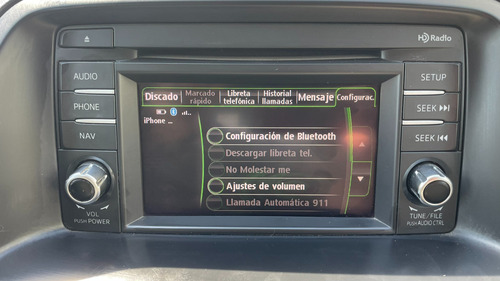 HD Radio
AUDIO
PHONE
NAV
VOL
PUSH POWER
Discado
Marcado rápido
Libreta telefónica
Historial llamadas
Mensaje
Configurac.
iPhone ...
Configuración de Bluetooth
Descargar libreta tel.
No Molestar me
Ajustes de volumen
Llamada Automática 911
SETUP
SEEK
SEEK
TUNE/FILE
PUSH AUDIO CTRL